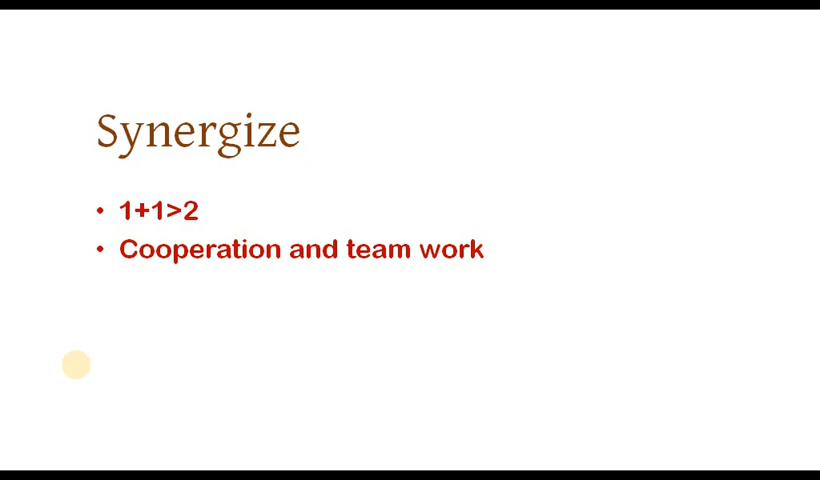 Synergize
• 1+1>2
• Cooperation and team work